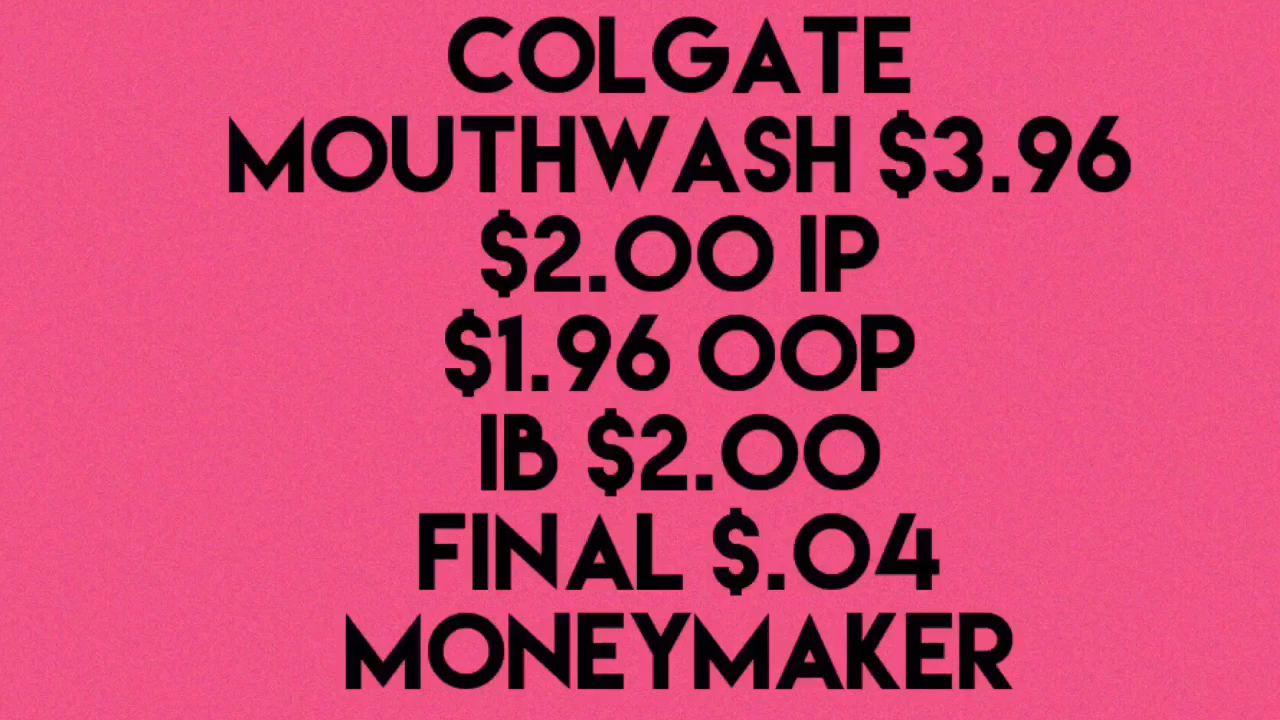 COLGATE
MOUTHWASH $3.96
$2.00 IP
$1.96 OOP
IB $2.00
FINAL $.04
MONEYMAKER